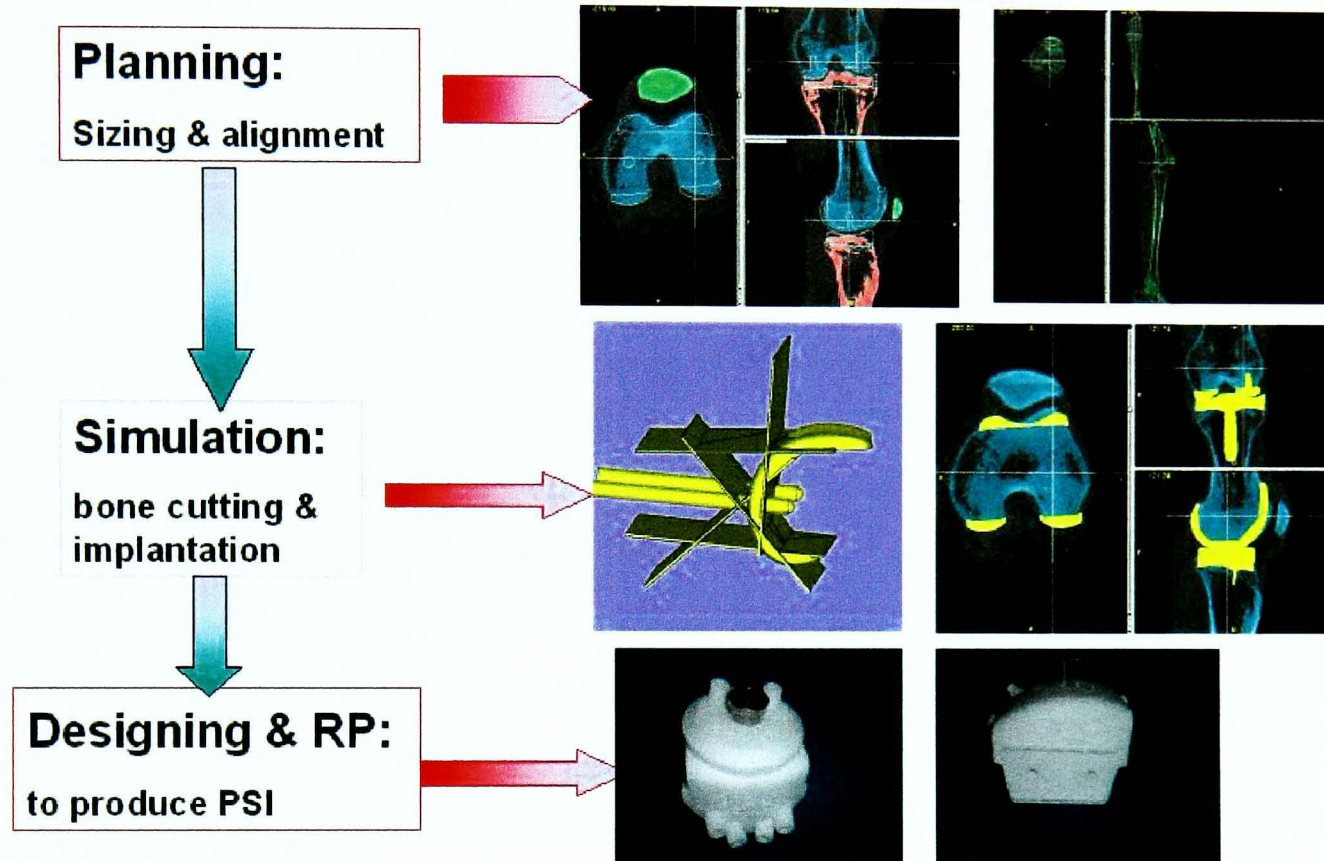 Planning:
Sizing & alignment
Simulation:
bone cutting &
implantation
Designing & RP:
to produce PSI